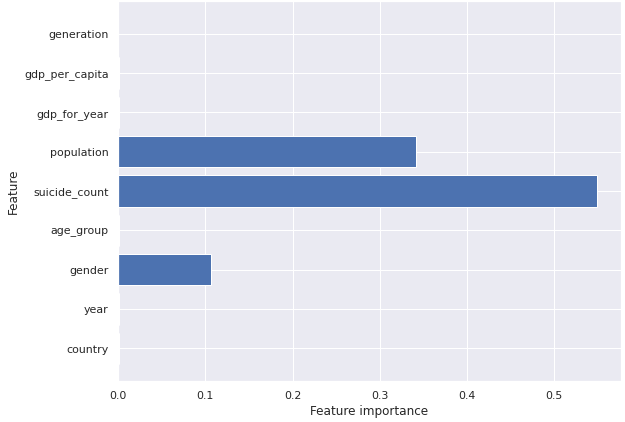 generation
gdp_per_capita
gdp_for_year
population
suicide_count
age_group
gender
year
country
Feature
0.0 0.1 0.2 0.3 0.4 0.5
Feature importance